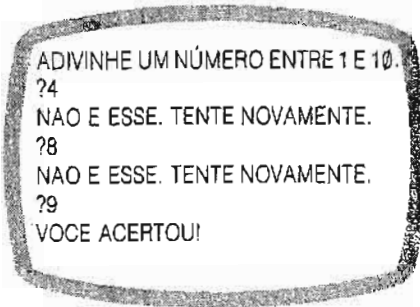 ADIVINHE UM NÚMERO ENTRE 1 E 10.
?4
NAO E ESSE. TENTE NOVAMENTE.
?8
NAO E ESSE. TENTE NOVAMENTE.
?9
VOCE ACERTOU!